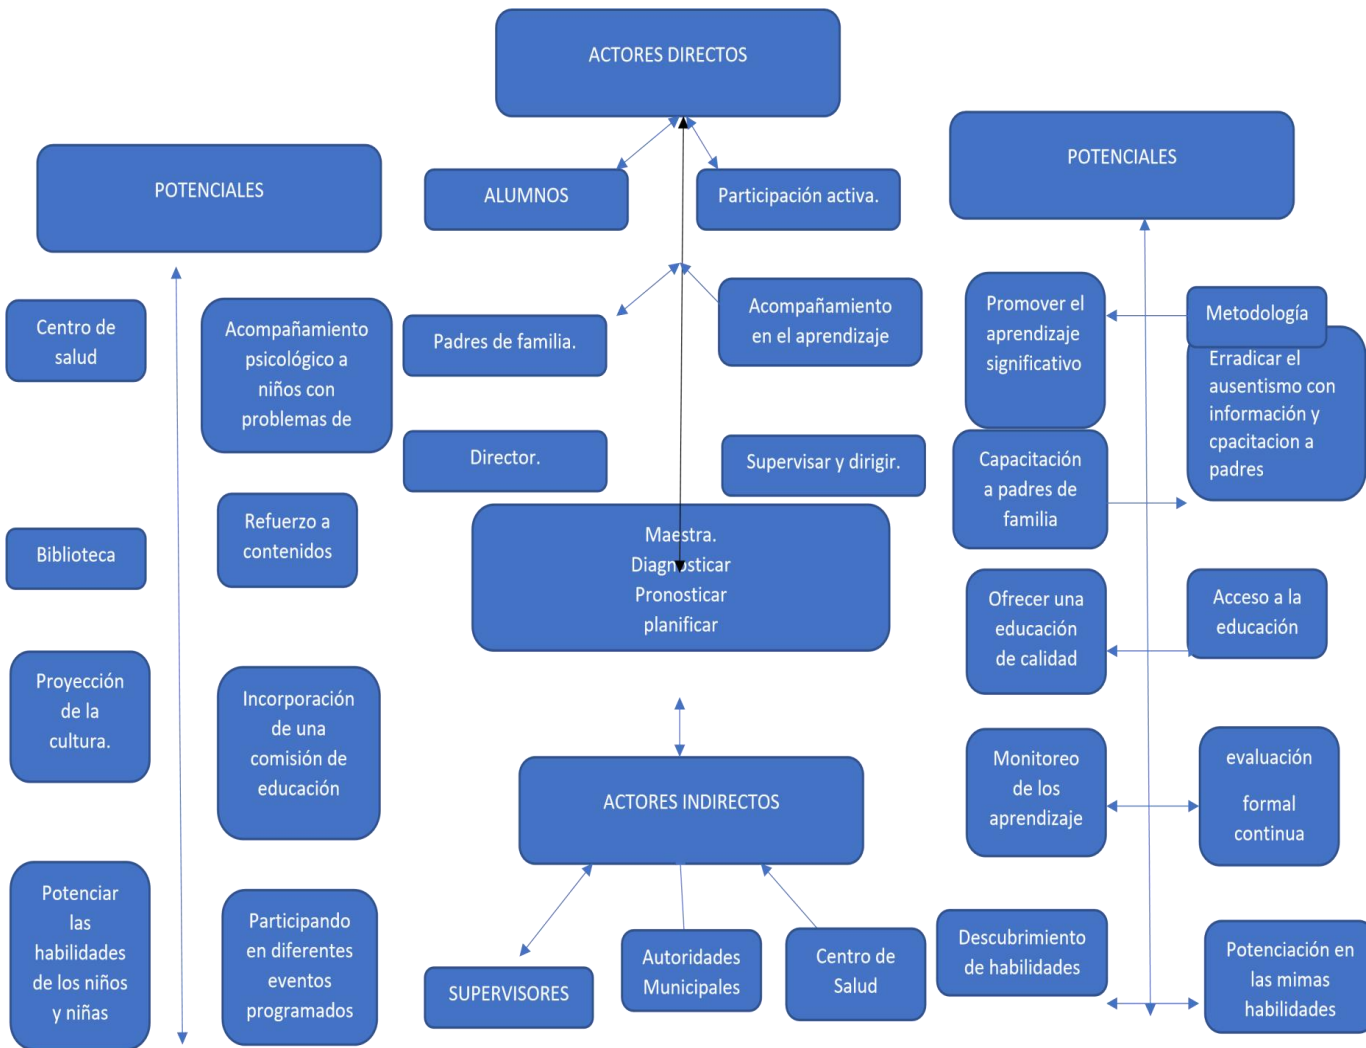 ACTORES DIRECTOS
POTENCIALES
POTENCIALES
ALUMNOS
Participación activa.
Centro de
salud
Acompañamiento
psicológico a
niños con
problemas de
Padres de familia.
Acompañamiento
en el aprendizaje
Promover el
aprendizaje
significativo
Metodología
Erradicar el
ausentismo con
información y
cpacitacion a
padres
Director.
Supervisar y dirigir.
Capacitación
a padres de
familia
Biblioteca
Refuerzo a
contenidos
Maestra.
Diagnosticar
Pronosticar
planificar
Ofrecer una
educación
de calidad
Acceso a la
educación
Proyección
de la
cultura.
Incorporación
de una
comisión de
educación
ACTORES INDIRECTOS
Monitoreo
de los
aprendizaje
evaluación
formal
continua
Potenciar
las
habilidades
de los niños
y niñas
Participando
en diferentes
eventos
programados
SUPERVISORES
Autoridades
Municipales
Centro de
Salud
Descubrimiento
de habilidades
Potenciación en
las mimas
habilidades